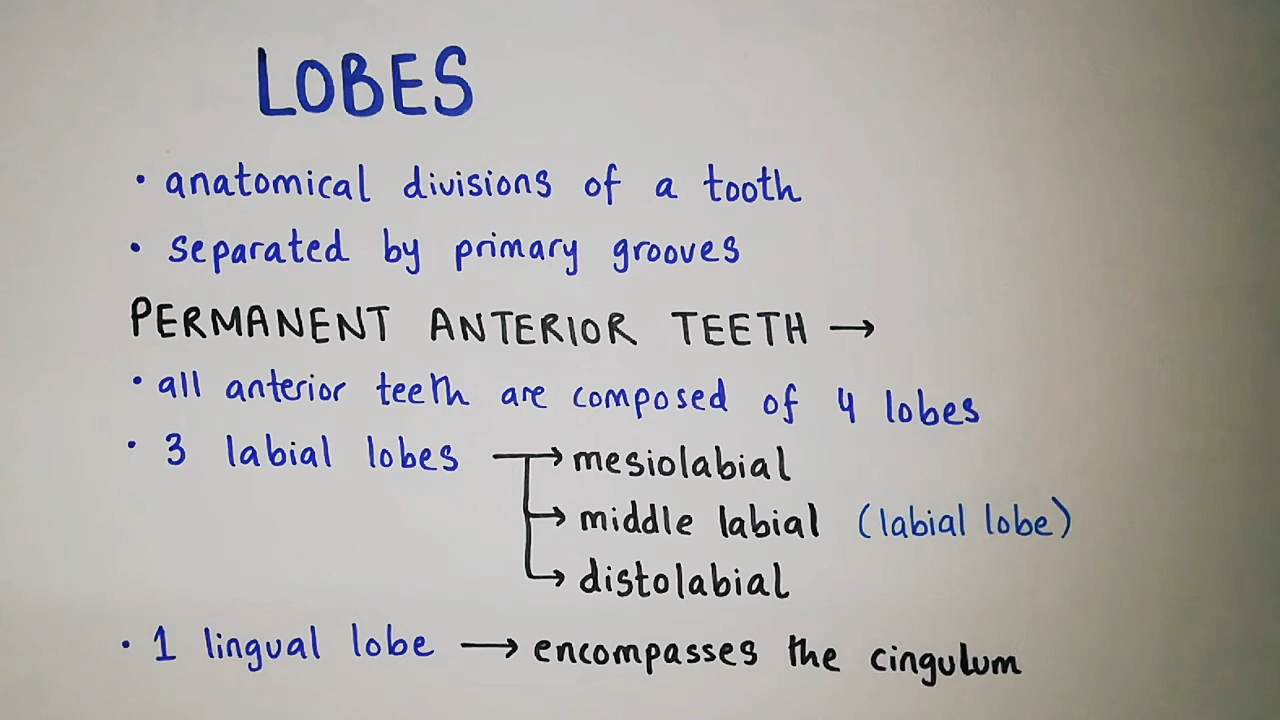 LOBES
• anatomical divisions of a tooth
• separated by primary grooves
PERMANENT ANTERIOR TEETH →
• all anterior teeth are composed of 4 lobes
• 3 labial lobes → mesiolabial
→ middle labial (labial lobe)
→ distolabial
• 1 lingual lobe → encompasses the cingulum